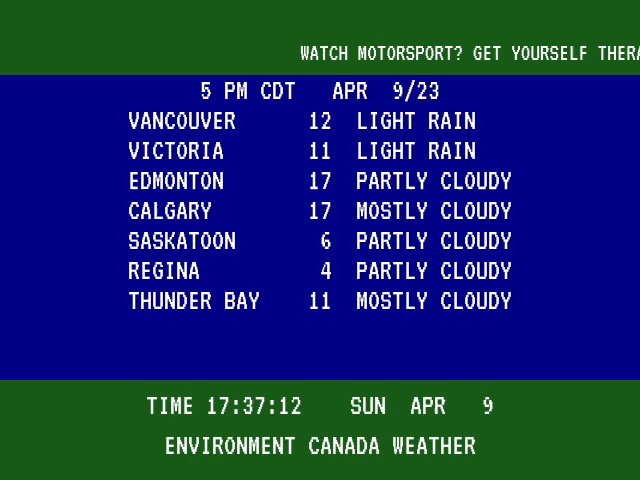 WATCH MOTORSPORT? GET YOURSELF THERA
5 PM CDT APR 9/23
VANCOUVER 12 LIGHT RAIN
VICTORIA 11 LIGHT RAIN
EDMONTON 17 PARTLY CLOUDY
CALGARY 17 MOSTLY CLOUDY
SASKATOON 6 PARTLY CLOUDY
REGINA 4 PARTLY CLOUDY
THUNDER BAY 11 MOSTLY CLOUDY
TIME 17:37:12 SUN APR 9
ENVIRONMENT CANADA WEATHER